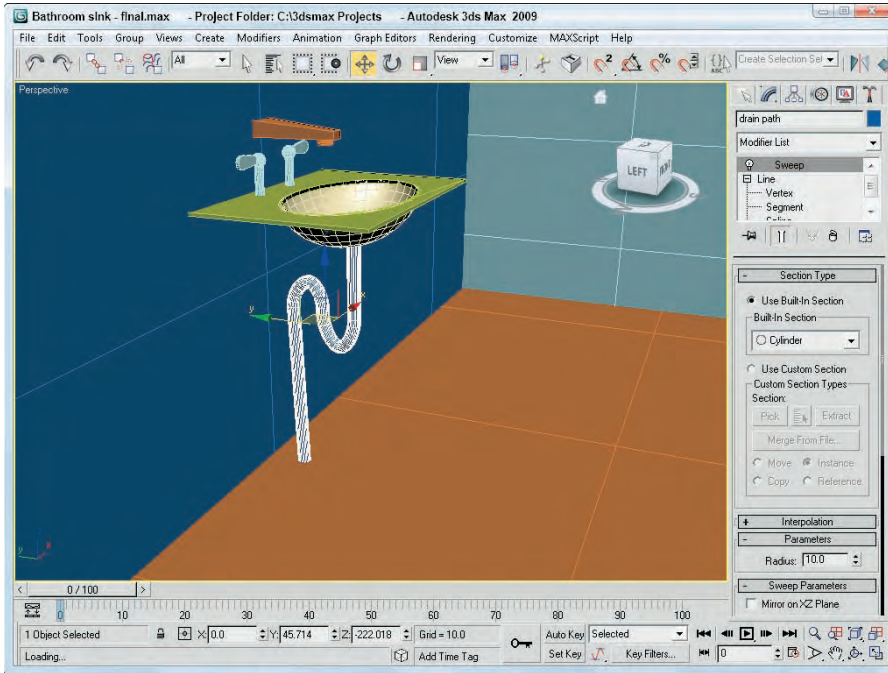 Bathroom sInk - fInal.max - Project Folder: C:\3dsmax Projects - Autodesk 3ds Max 2009
File Edit Tools Group Views Create Modifiers Animation Graph Editors Rendering Customize MAXScript Help
All View Create Selection Sel
Perspective
LEFT
drain path
Modifier List
Sweep
Line
Vertex
Segment
Spline
- Section Type
Use Built-In Section
Built-In Section
Cylinder
Use Custom Section
Custom Section Types
Section:
Pick Extract
Merge From File...
Move Instance
Copy Reference
+ Interpolation
- Parameters
Radius: 10.0
- Sweep Parameters
Mirror on XZ Plane
y x
y x
< 0 / 100 >
0 10 20 30 40 50 60 70 80 90 100
1 Object Selected X: 0.0 Y: 45.714 Z: -222.018 Grid = 10.0 Auto Key Selected
Loading... Add Time Tag Set Key Key Filters... 0